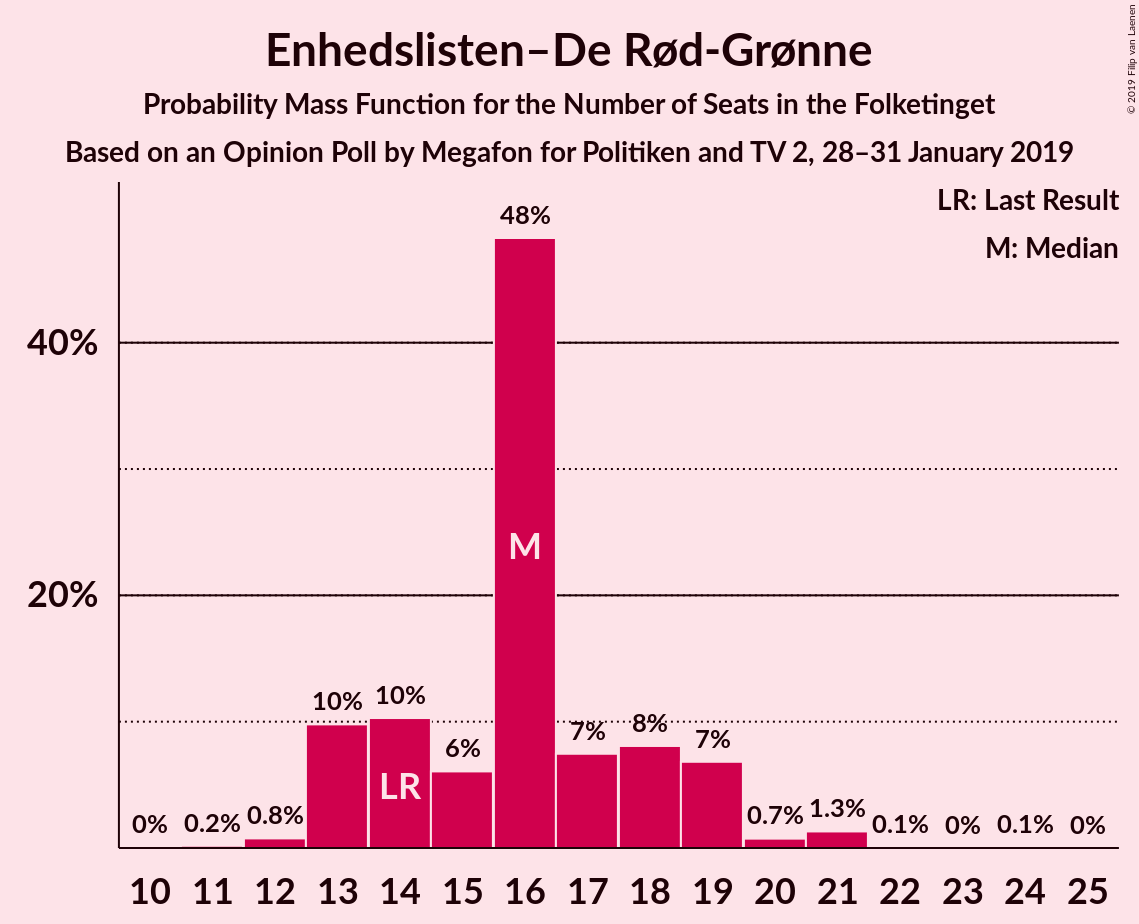 Enhedslisten–De Rød-Grønne
Probability Mass Function for the Number of Seats in the Folketinget
Based on an Opinion Poll by Megafon for Politiken and TV 2, 28–31 January 2019
© 2019 Filip van Laenen
LR: Last Result
M: Median
40%
20%
0%
0.2%
0.8%
10%
10%
6%
48%
7%
8%
7%
0.7%
1.3%
0.1%
0%
0.1%
0%
LR
M
10 11 12 13 14 15 16 17 18 19 20 21 22 23 24 25